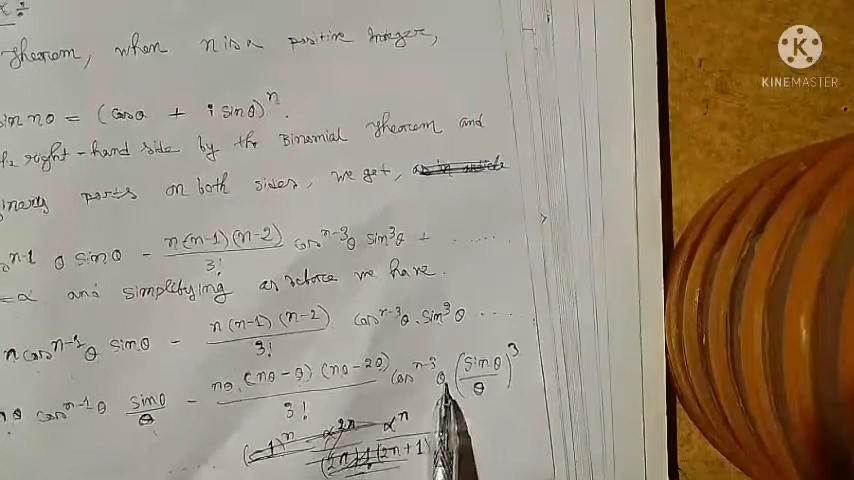 Theorem, when n is a positive integer,
sin nθ = (cosθ + i sinθ)^n.
the right-hand side by the Binomial Theorem and
parts on both sides, we get,
θ sinθ - n(n-1)(n-2)/3! cos^{n-3}θ sin^3θ + ......
= α and simplifying as before we have.
n cos^{n-1}θ sinθ - n(n-1)(n-2)/3! cos^{n-3}θ . sin^3θ ......
cos^{n-1}θ sinθ/θ - nθ.(nθ-θ)(nθ-2θ)/3! cos^{n-3}θ (sinθ/θ)^3
KINEMASTER